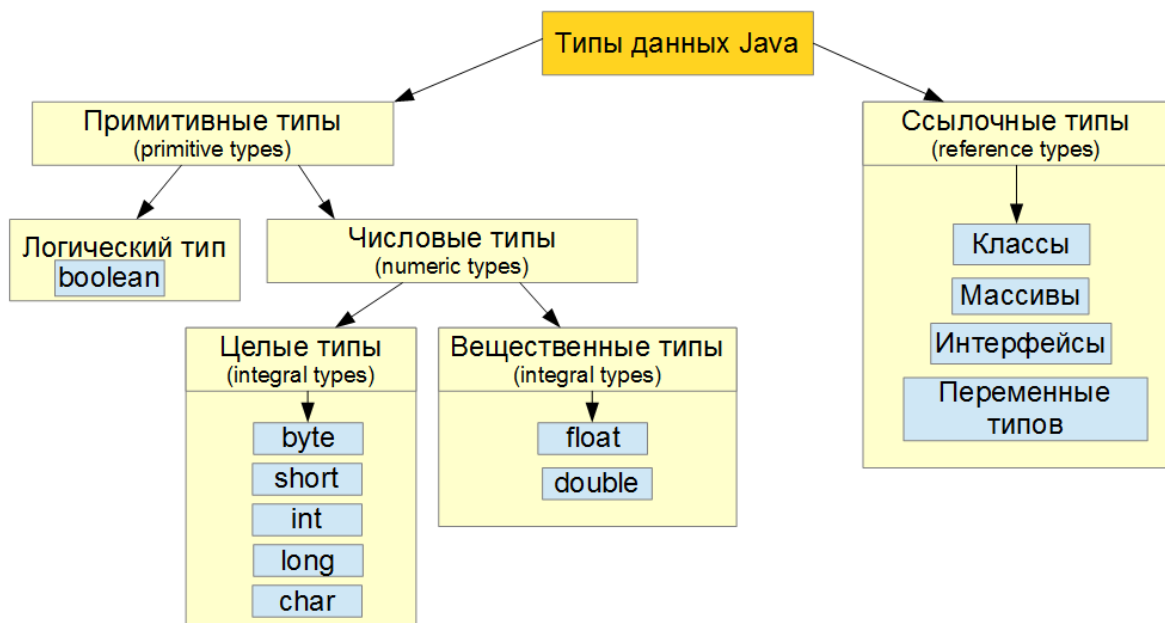 Типы данных Java
Примитивные типы
(primitive types)
Ссылочные типы
(reference types)
Логический тип
boolean
Числовые типы
(numeric types)
Классы
Массивы
Интерфейсы
Переменные
типов
Целые типы
(integral types)
Вещественные типы
(integral types)
byte
short
int
long
char
float
double